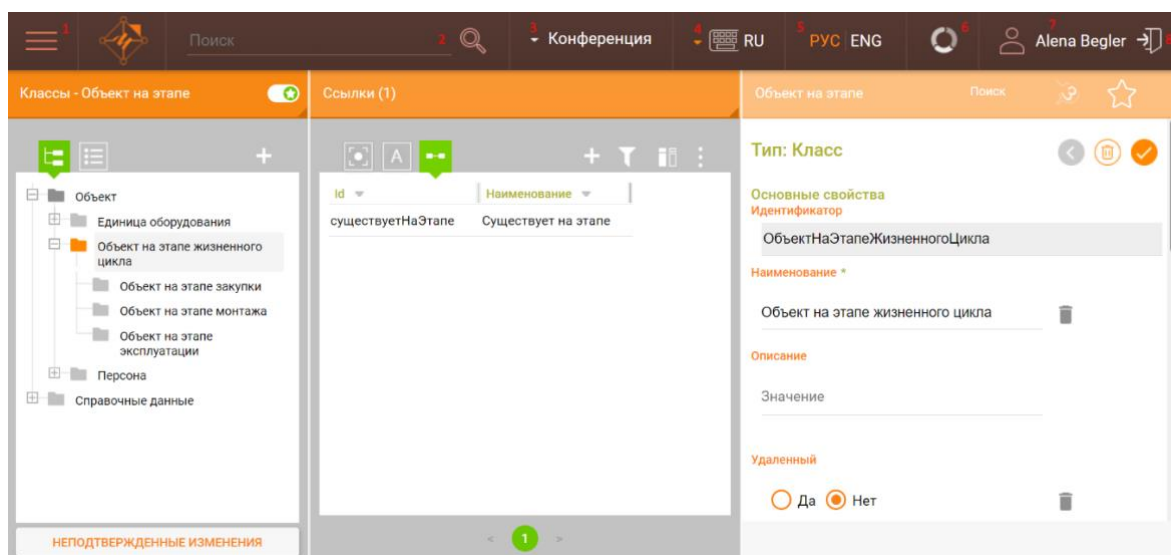 1
Поиск
2
3
Конференция
4
RU
5
РУС ENG
6
7
Alena Begler
8
Классы - Объект на этапе
Ссылки (1)
Объект на этапе
Поиск
A
Id
Наименование
существуетНаЭтапе
Существует на этапе
Объект
Единица оборудования
Объект на этапе жизненного
цикла
Объект на этапе закупки
Объект на этапе монтажа
Объект на этапе
эксплуатации
Персона
Справочные данные
НЕПОДТВЕРЖДЕННЫЕ ИЗМЕНЕНИЯ
< 1 >
Тип: Класс
Основные свойства
Идентификатор
ОбъектНаЭтапеЖизненногоЦикла
Наименование *
Объект на этапе жизненного цикла
Описание
Значение
Удаленный
Да Нет